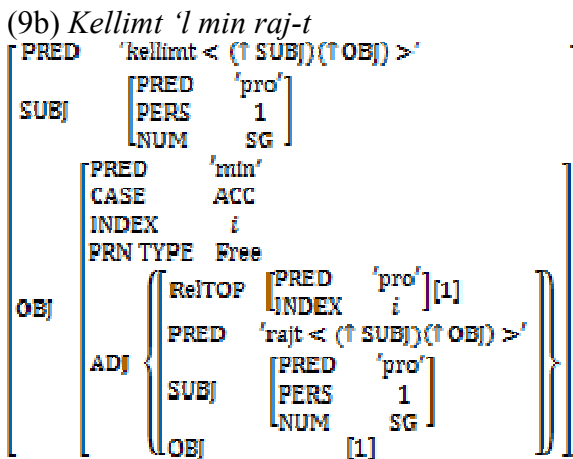 (9b) Kellimt ‘l min raj-t
PRED 'kellimt < (↑ SUBJ)(↑ OBJ) >'
PRED 'pro'
SUBJ PERS 1
NUM SG
PRED 'min'
CASE ACC
INDEX i
PRN TYPE Free
RelTOP PRED 'pro' [1]
INDEX i
OBJ
PRED 'rajt < (↑ SUBJ)(↑ OBJ) >'
ADJ
PRED 'pro'
SUBJ PERS 1
NUM SG
OBJ [1]